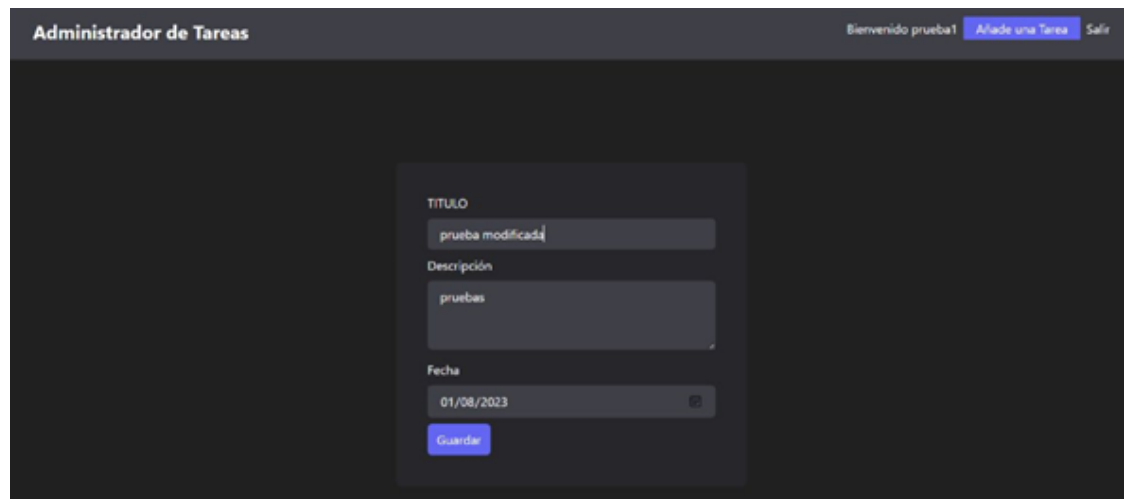 Administrador de Tareas
Bienvenido prueba1 Añade una Tarea Salir
TITULO
prueba modificada
Descripción
pruebas
Fecha
01/08/2023
Guardar